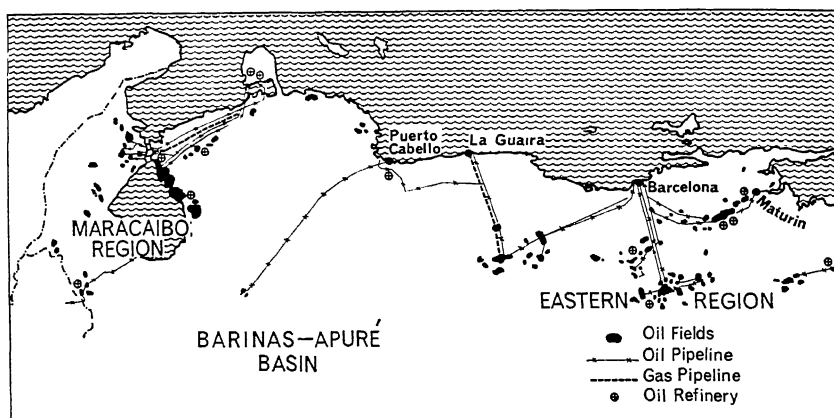 Puerto
Cabello
La Guaira
Barcelona
Maturin
MARACAIBO
REGION
EASTERN REGION
BARINAS-APURÉ
BASIN
Oil Fields
Oil Pipeline
Gas Pipeline
Oil Refinery